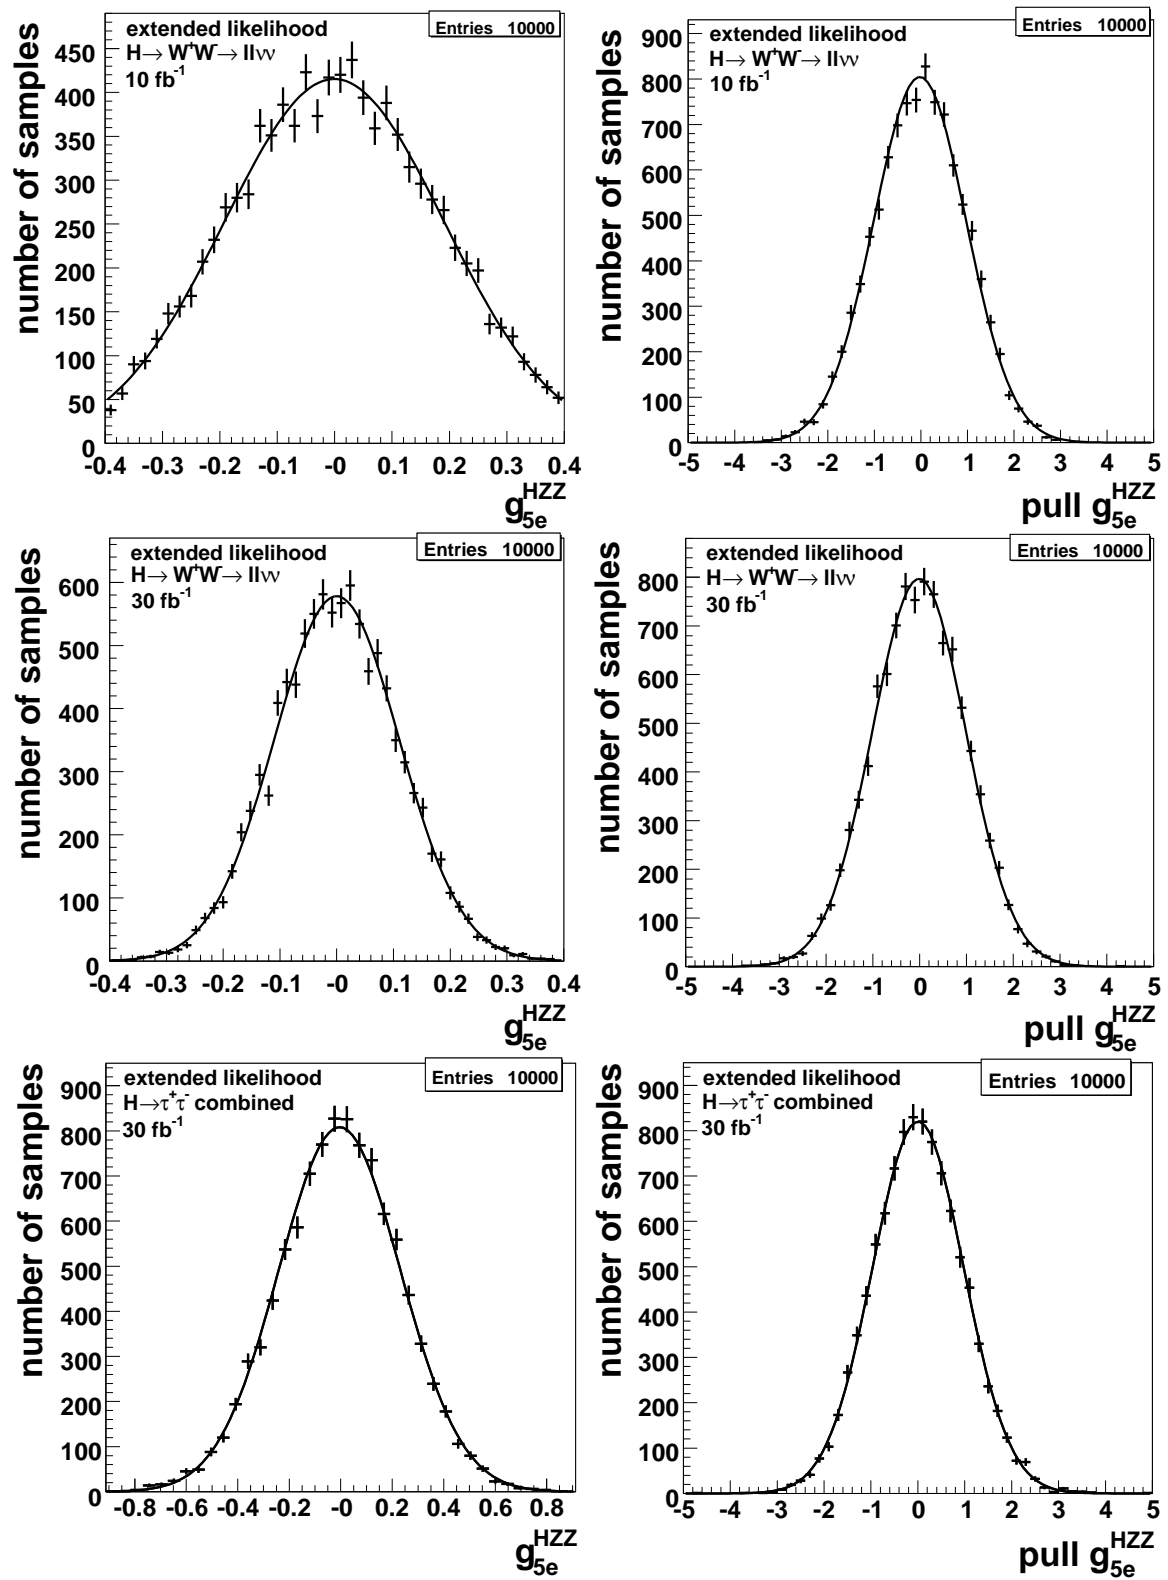 extended likelihood
H→ W⁺W⁻→ llνν
10 fb⁻¹
Entries 10000
number of samples
450
400
350
300
250
200
150
100
50
0
-0.4 -0.3 -0.2 -0.1 -0 0.1 0.2 0.3 0.4
g₅ₑᴴᶻᶻ
extended likelihood
H→ W⁺W⁻→ llνν
10 fb⁻¹
Entries 10000
number of samples
900
800
700
600
500
400
300
200
100
0
-5 -4 -3 -2 -1 0 1 2 3 4 5
pull g₅ₑᴴᶻᶻ
extended likelihood
H→ W⁺W⁻→ llνν
30 fb⁻¹
Entries 10000
number of samples
600
500
400
300
200
100
0
-0.4 -0.3 -0.2 -0.1 -0 0.1 0.2 0.3 0.4
g₅ₑᴴᶻᶻ
extended likelihood
H→ W⁺W⁻→ llνν
30 fb⁻¹
Entries 10000
number of samples
800
700
600
500
400
300
200
100
0
-5 -4 -3 -2 -1 0 1 2 3 4 5
pull g₅ₑᴴᶻᶻ
extended likelihood
H→τ⁺τ⁻ combined
30 fb⁻¹
Entries 10000
number of samples
900
800
700
600
500
400
300
200
100
0
-0.8 -0.6 -0.4 -0.2 -0 0.2 0.4 0.6 0.8
g₅ₑᴴᶻᶻ
extended likelihood
H→τ⁺τ⁻ combined
30 fb⁻¹
Entries 10000
number of samples
900
800
700
600
500
400
300
200
100
0
-5 -4 -3 -2 -1 0 1 2 3 4 5
pull g₅ₑᴴᶻᶻ